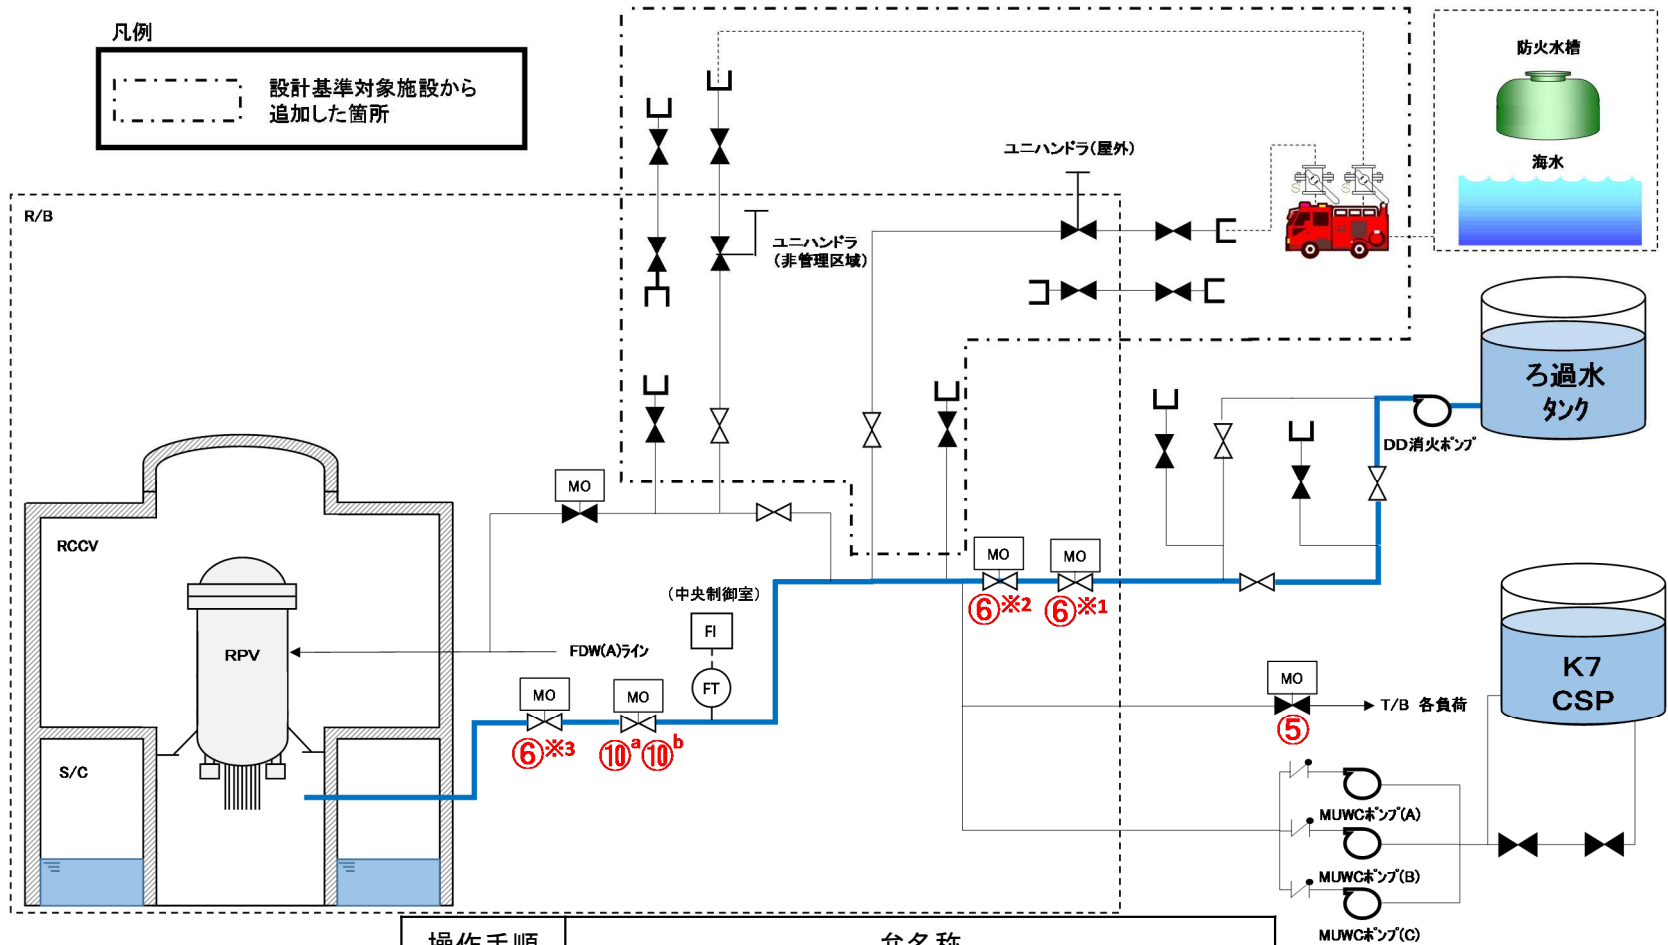 凡例
設計基準対象施設から
追加した箇所
防火水槽
海水
ユニハンドラ(屋外)
R/B
ユニハンドラ
(非管理区域)
ろ過水
タンク
DD消火ポンプ
MO
RCCV
MO
MO
⑥※2
⑥※1
(中央制御室)
FI
FT
RPV
FDW(A)ライン
K7
CSP
MO
MO
⑥※3
⑩a ⑩b
MO
T/B 各負荷
⑤
S/C
MUWCポンプ(A)
MUWCポンプ(B)
MUWCポンプ(C)
操作手順
弁名称